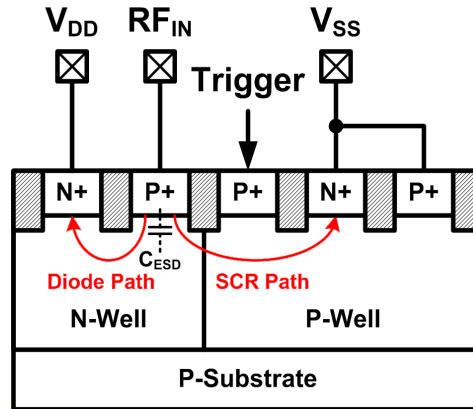 VDD RFIN VSS
Trigger
N+ P+ P+ N+ P+
CESD
Diode Path SCR Path
N-Well P-Well
P-Substrate